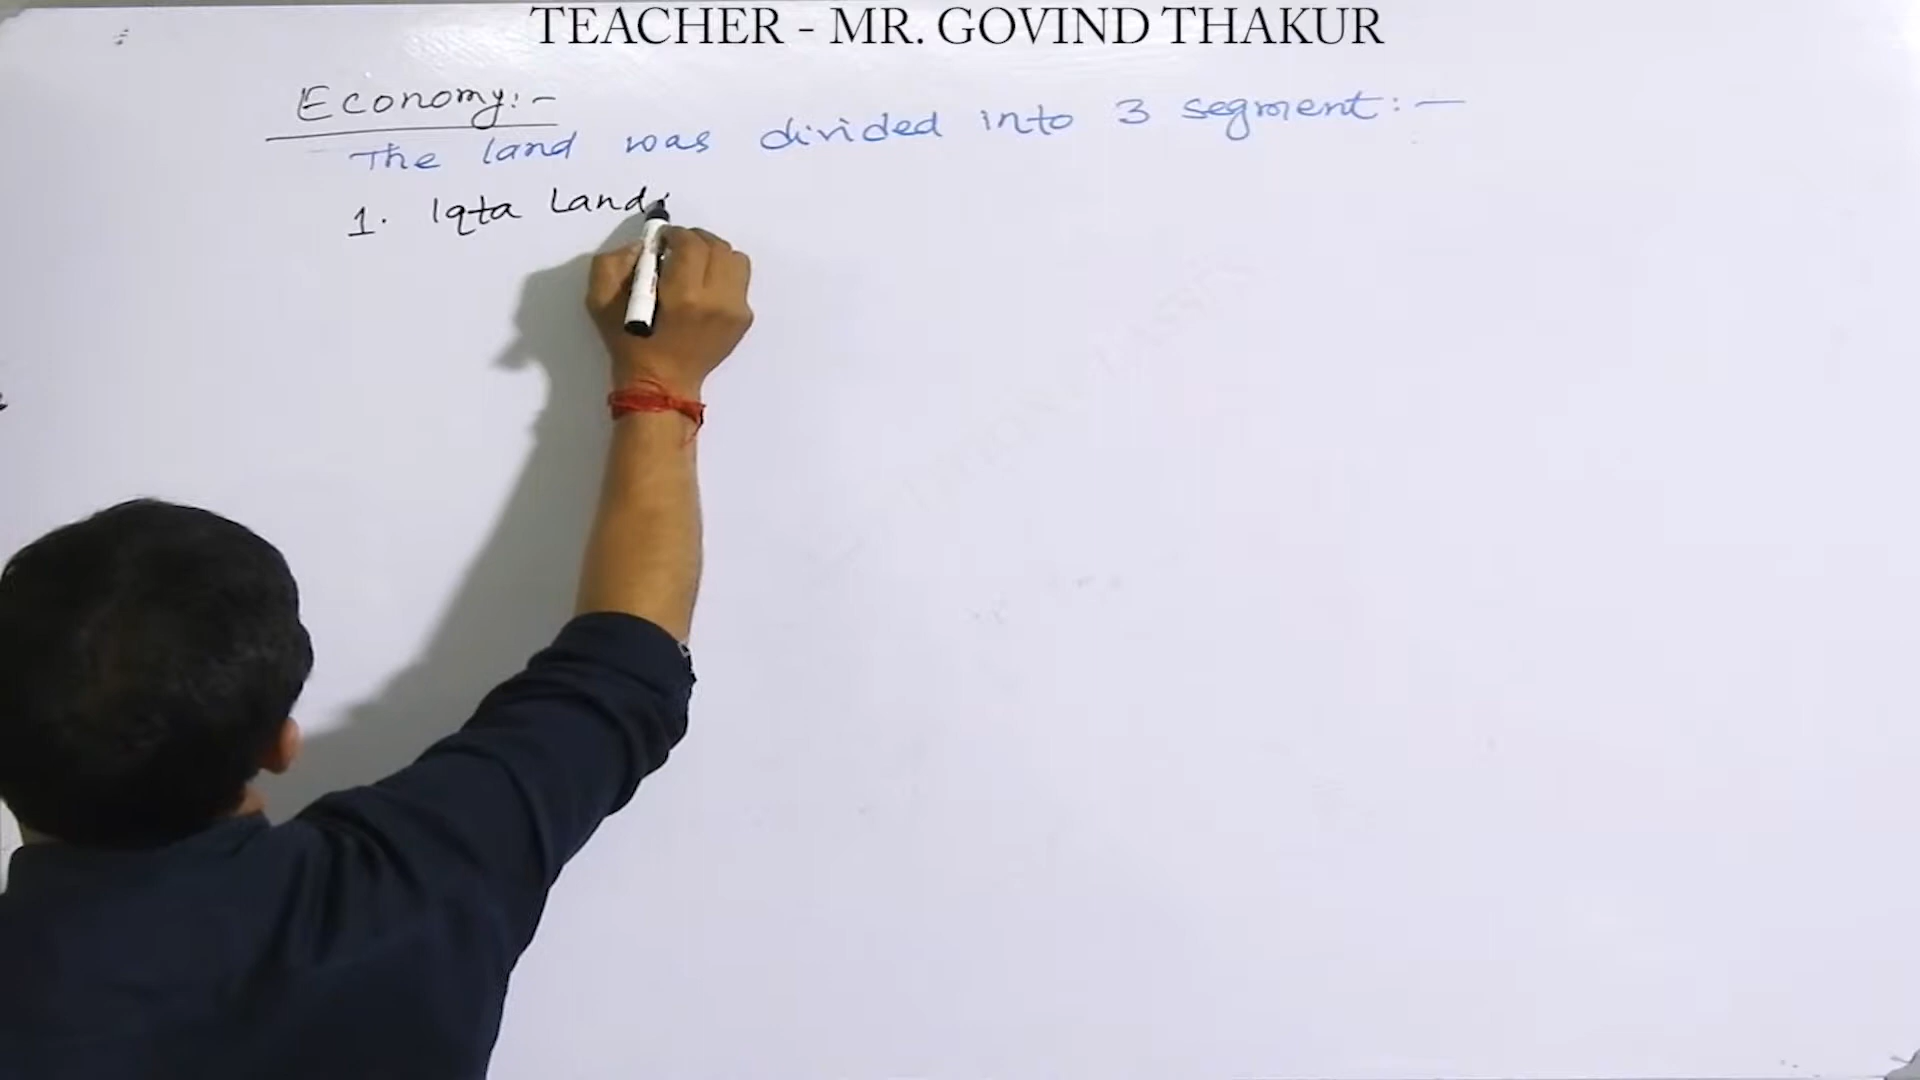 TEACHER - MR. GOVIND THAKUR
Economy:-
The land was divided into 3 segment:-
1. Iqta Land